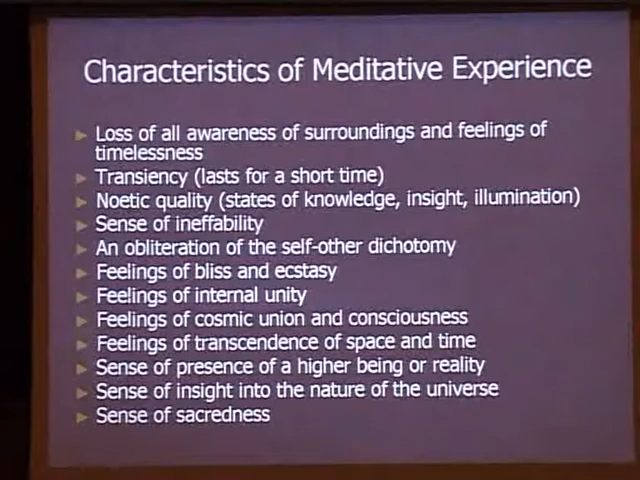 Characteristics of Meditative Experience
Loss of all awareness of surroundings and feelings of
timelessness
Transiency (lasts for a short time)
Noetic quality (states of knowledge, insight, illumination)
Sense of ineffability
An obliteration of the self-other dichotomy
Feelings of bliss and ecstasy
Feelings of internal unity
Feelings of cosmic union and consciousness
Feelings of transcendence of space and time
Sense of presence of a higher being or reality
Sense of insight into the nature of the universe
Sense of sacredness